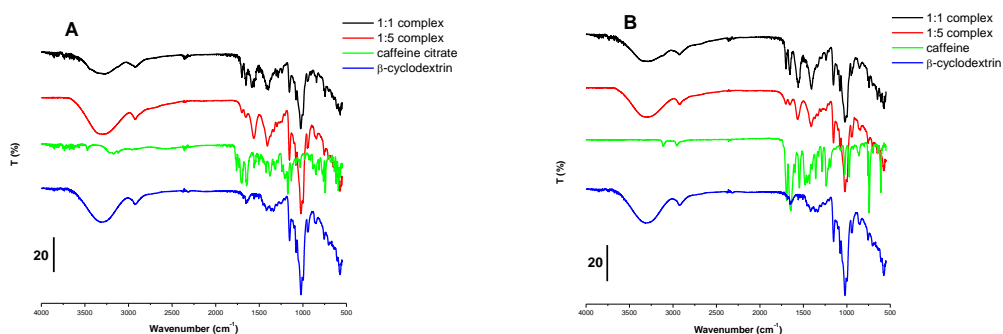 A
1:1 complex
1:5 complex
caffeine citrate
β-cyclodextrin
T (%)
20
4000 3500 3000 2500 2000 1500 1000 500
Wavenumber (cm⁻¹)
B
1:1 complex
1:5 complex
caffeine
β-cyclodextrin
T (%)
20
4000 3500 3000 2500 2000 1500 1000 500
Wavenumber (cm⁻¹)